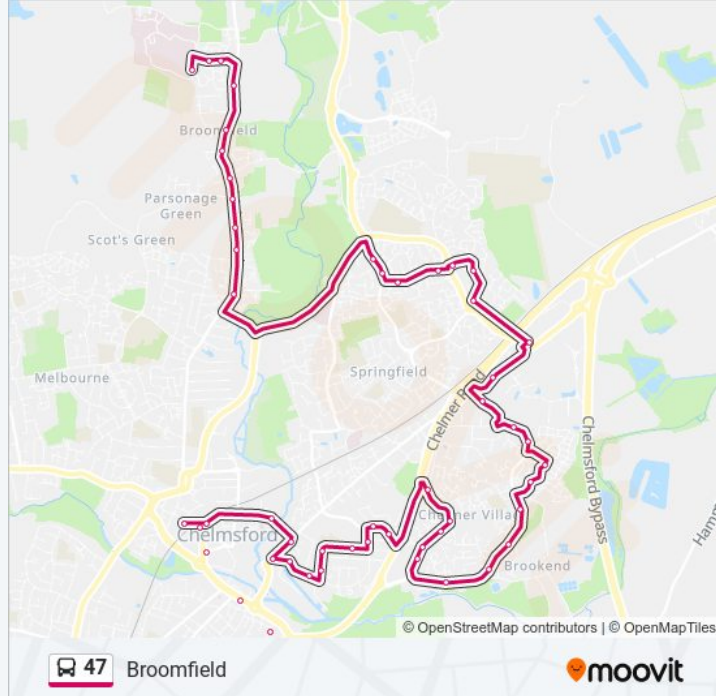 Broomfield
Parsonage
Green
Scot's Green
Springfield
Melbourne
Chelmer Road
Chelmsford Bypass
Chelmer Village
Chelmsford
Brookend
© OpenStreetMap contributors | © OpenMapTiles
47 Broomfield
moovit